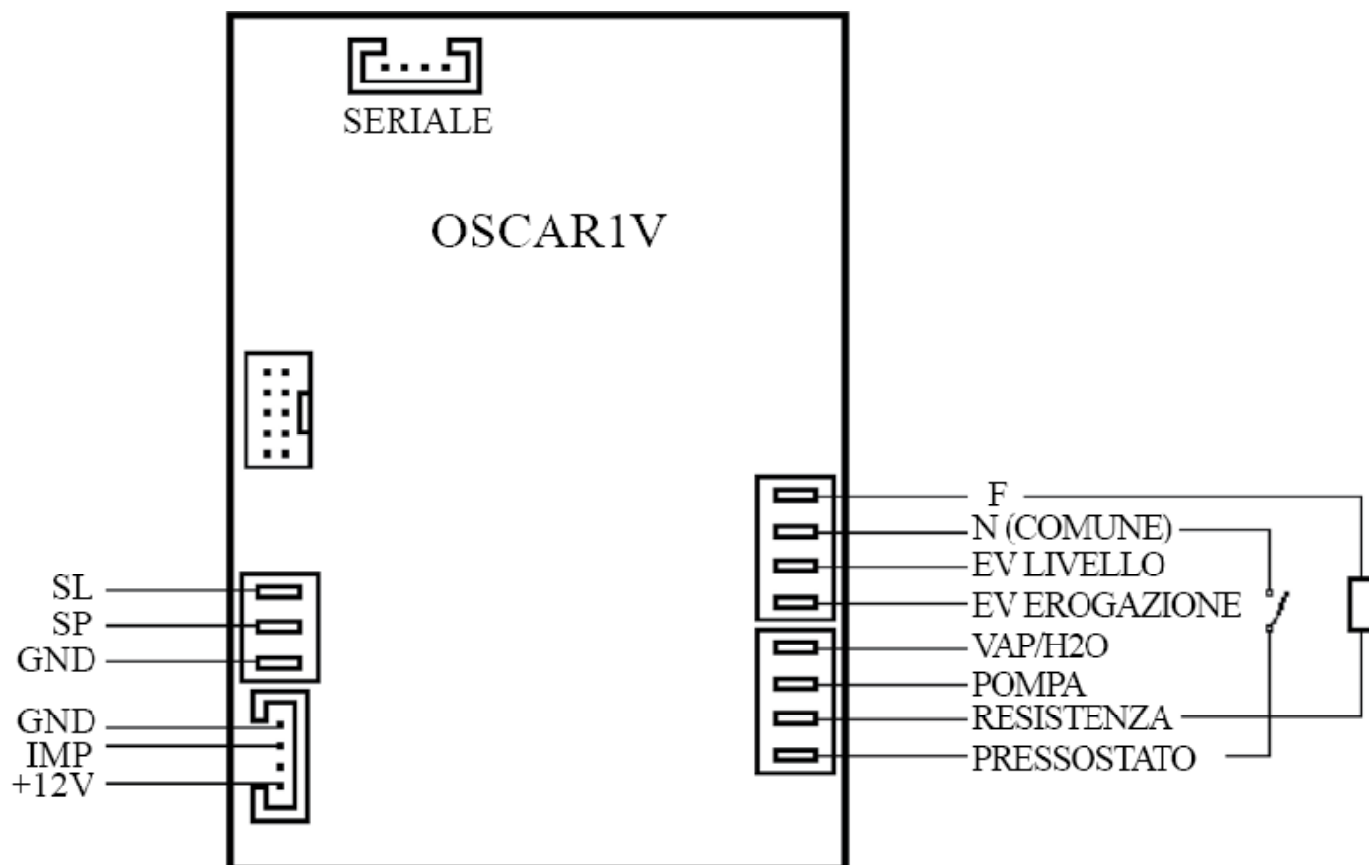 SERIALE
OSCAR1V
SL
SP
GND
GND
IMP
+12V
F
N (COMUNE)
EV LIVELLO
EV EROGAZIONE
VAP/H2O
POMPA
RESISTENZA
PRESSOSTATO